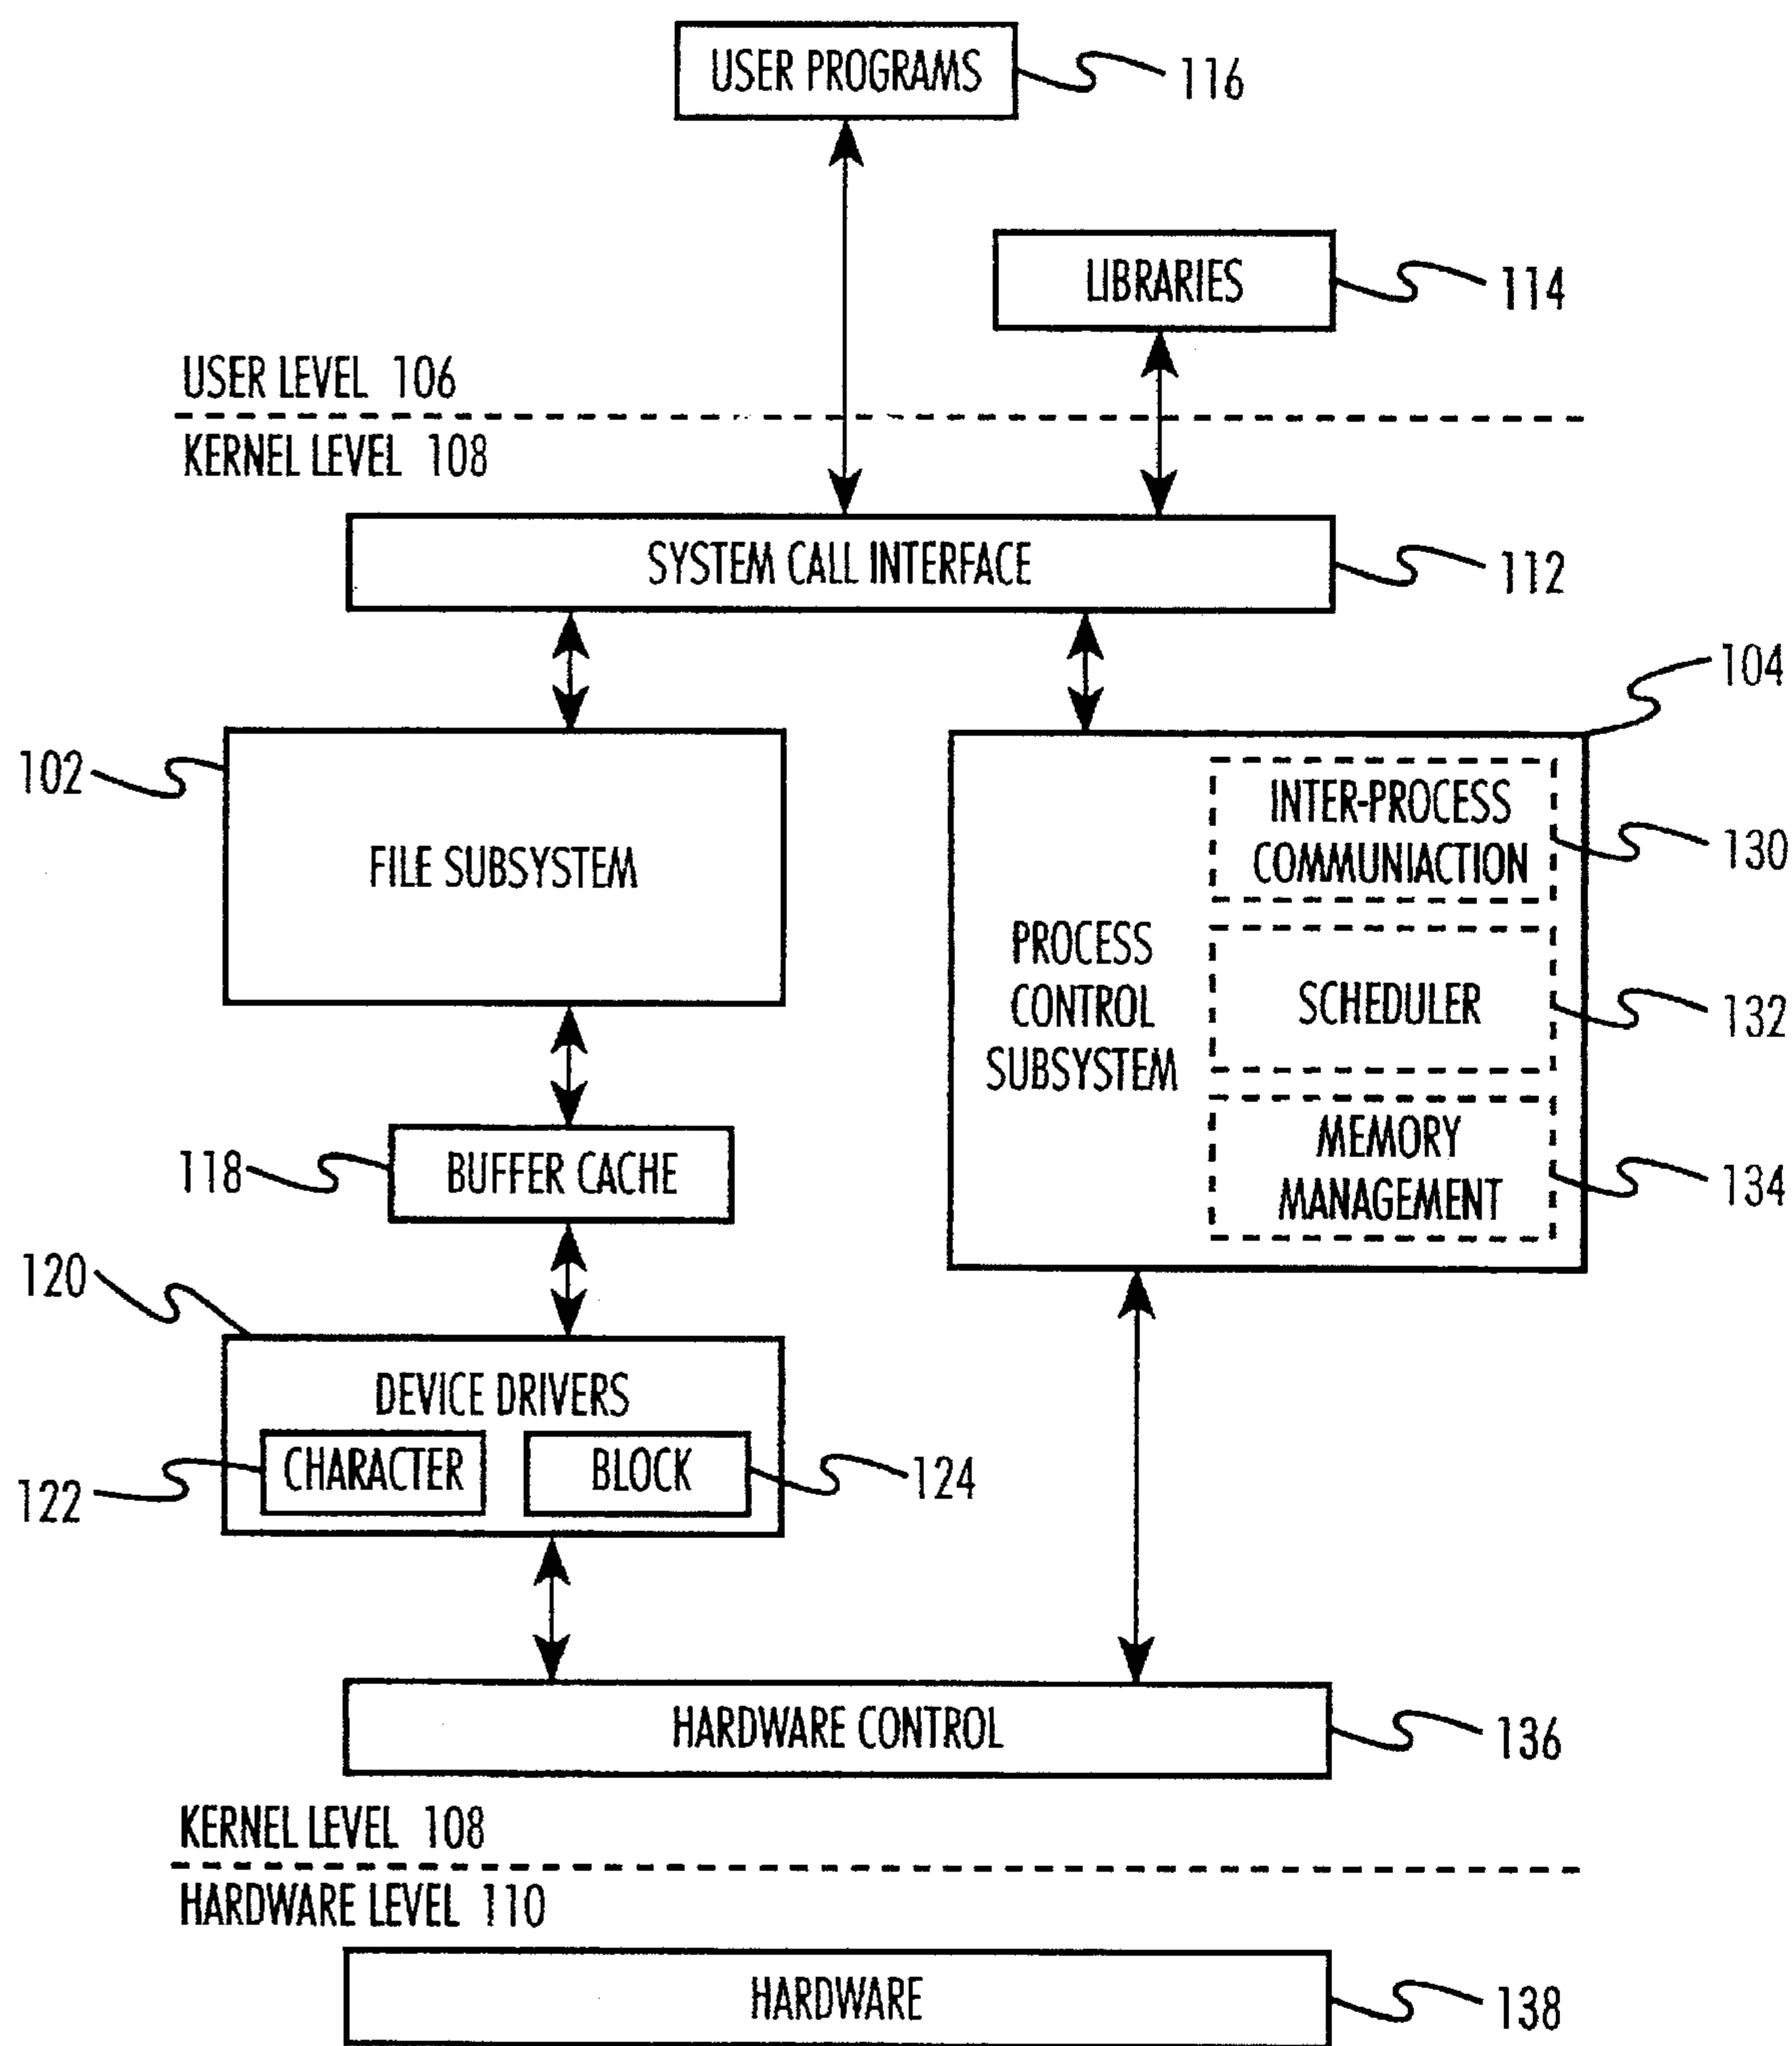 USER PROGRAMS
116
LIBRARIES
114
USER LEVEL 106
KERNEL LEVEL 108
SYSTEM CALL INTERFACE
112
104
102
FILE SUBSYSTEM
PROCESS
CONTROL
SUBSYSTEM
INTER-PROCESS
COMMUNIACTION
130
SCHEDULER
132
MEMORY
MANAGEMENT
134
118
BUFFER CACHE
120
DEVICE DRIVERS
122
CHARACTER
BLOCK
124
HARDWARE CONTROL
136
KERNEL LEVEL 108
HARDWARE LEVEL 110
HARDWARE
138